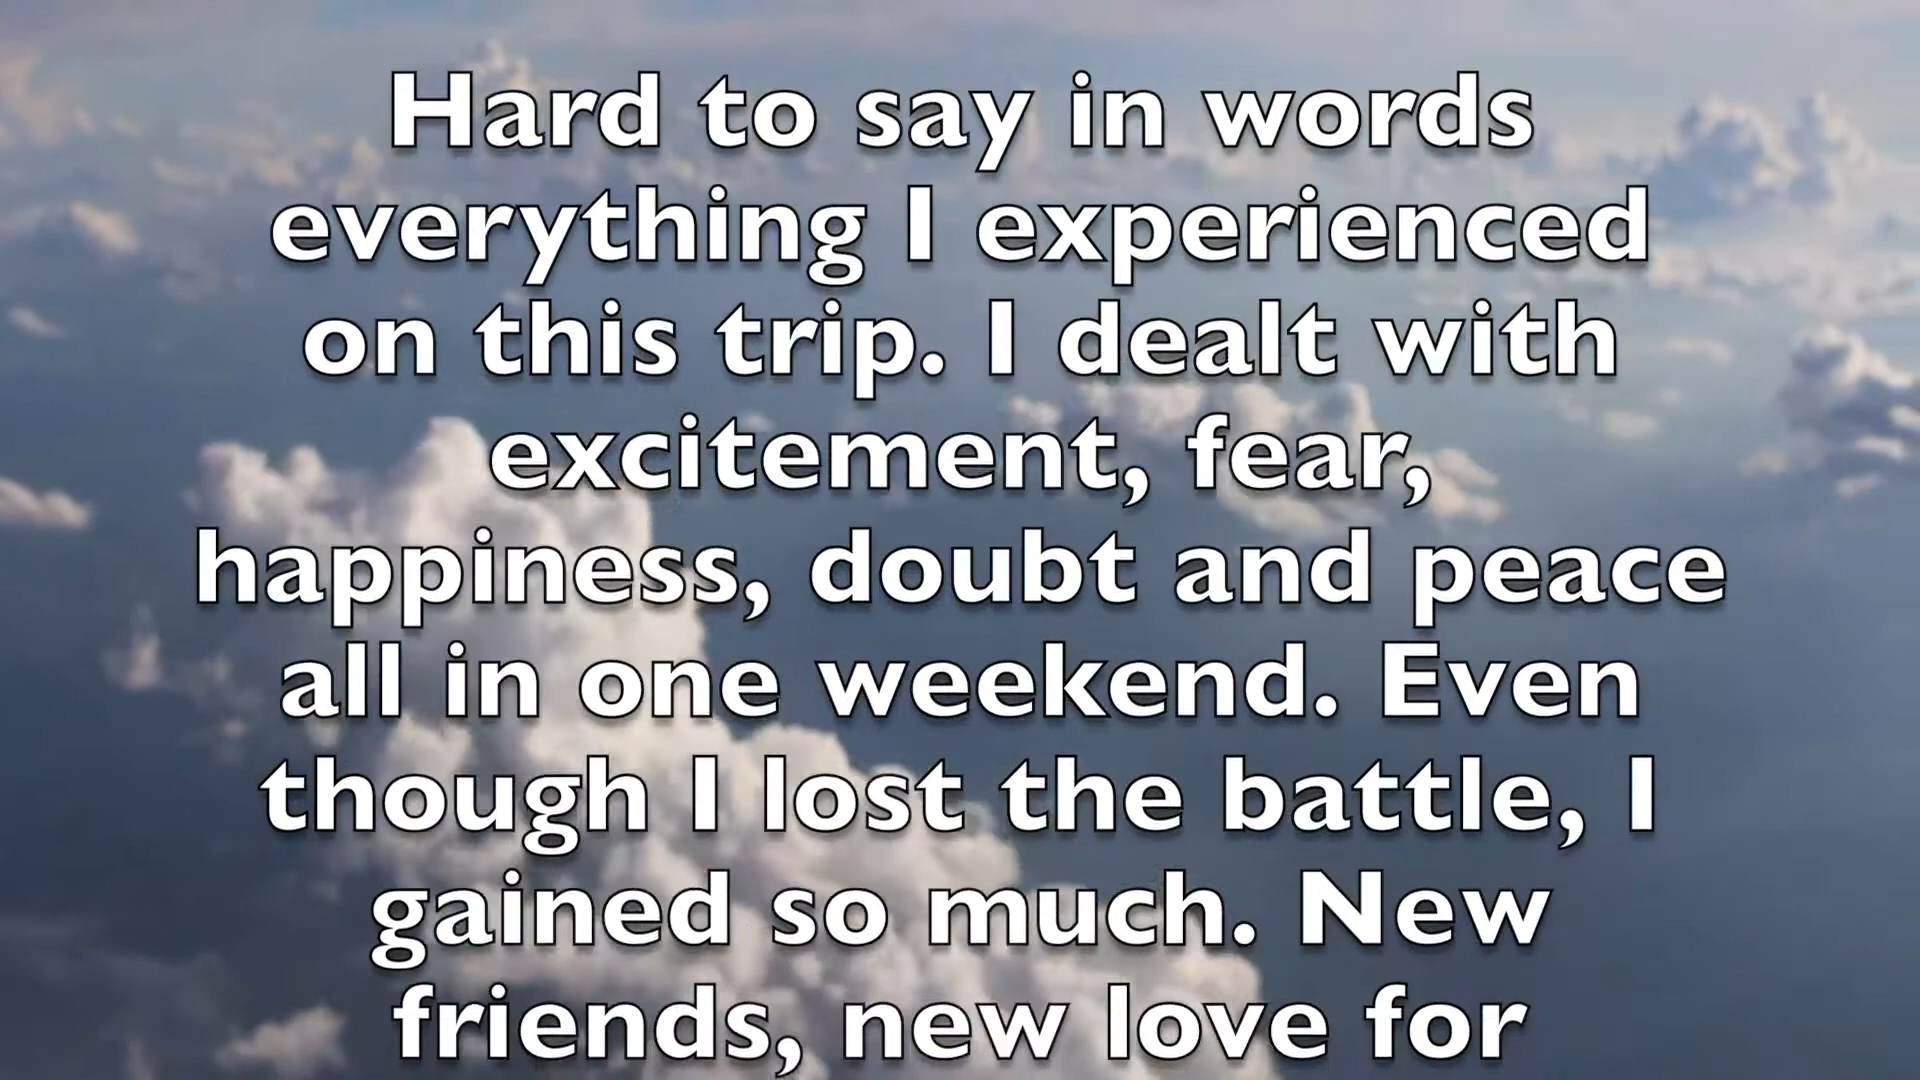 Hard to say in words
everything I experienced
on this trip. I dealt with
excitement, fear,
happiness, doubt and peace
all in one weekend. Even
though I lost the battle, I
gained so much. New
friends, new love for